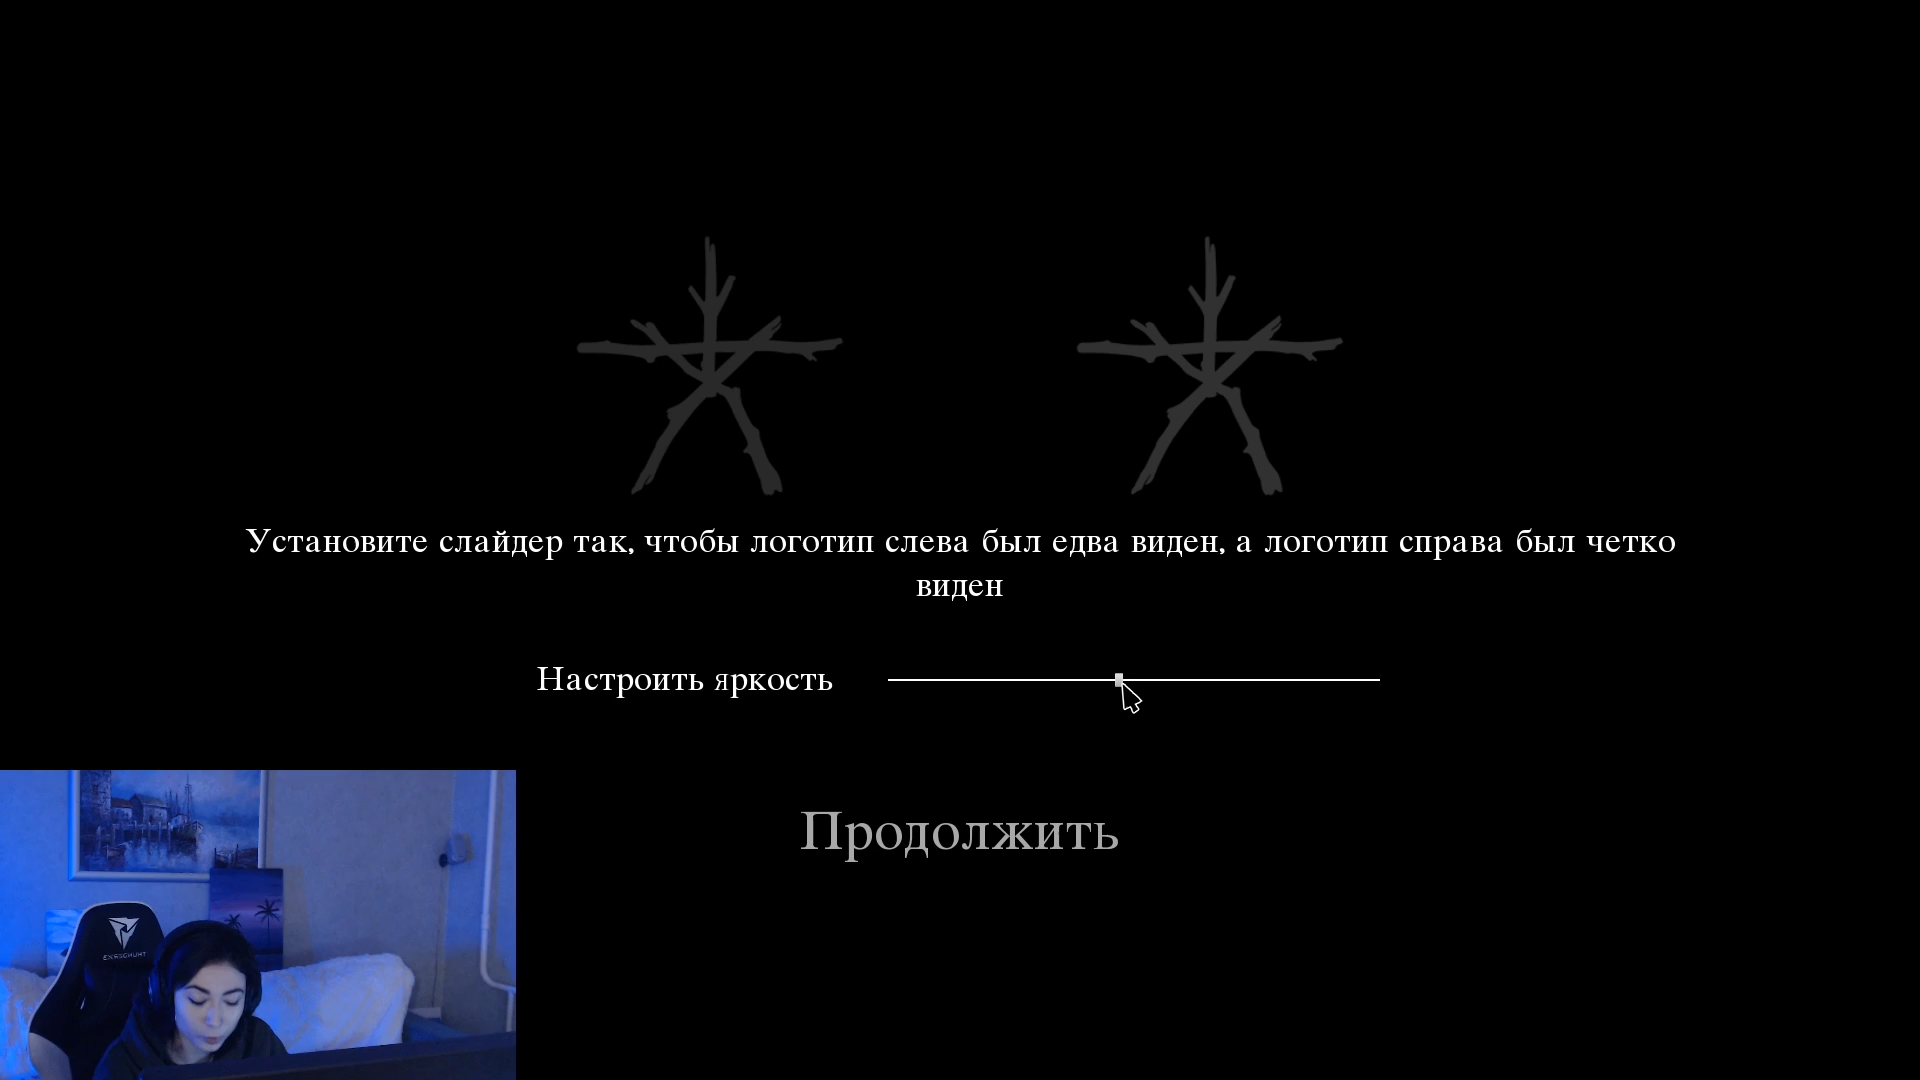 Установите слайдер так, чтобы логотип слева был едва виден, а логотип справа был четко
виден
Настроить яркость
Продолжить